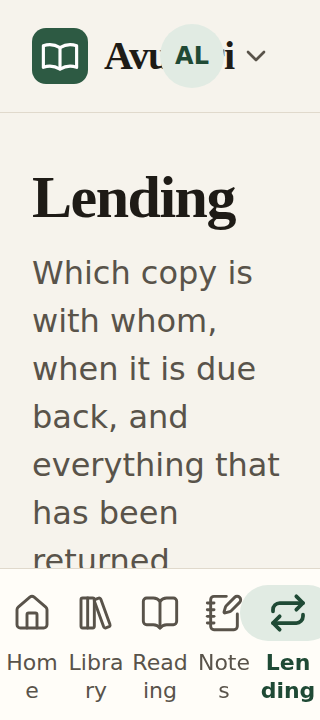 AL
Lending
Which copy is
with whom,
when it is due
back, and
everything that
has been
returned
Hom
e
Libra
ry
Read
ing
Note
s
Len
ding